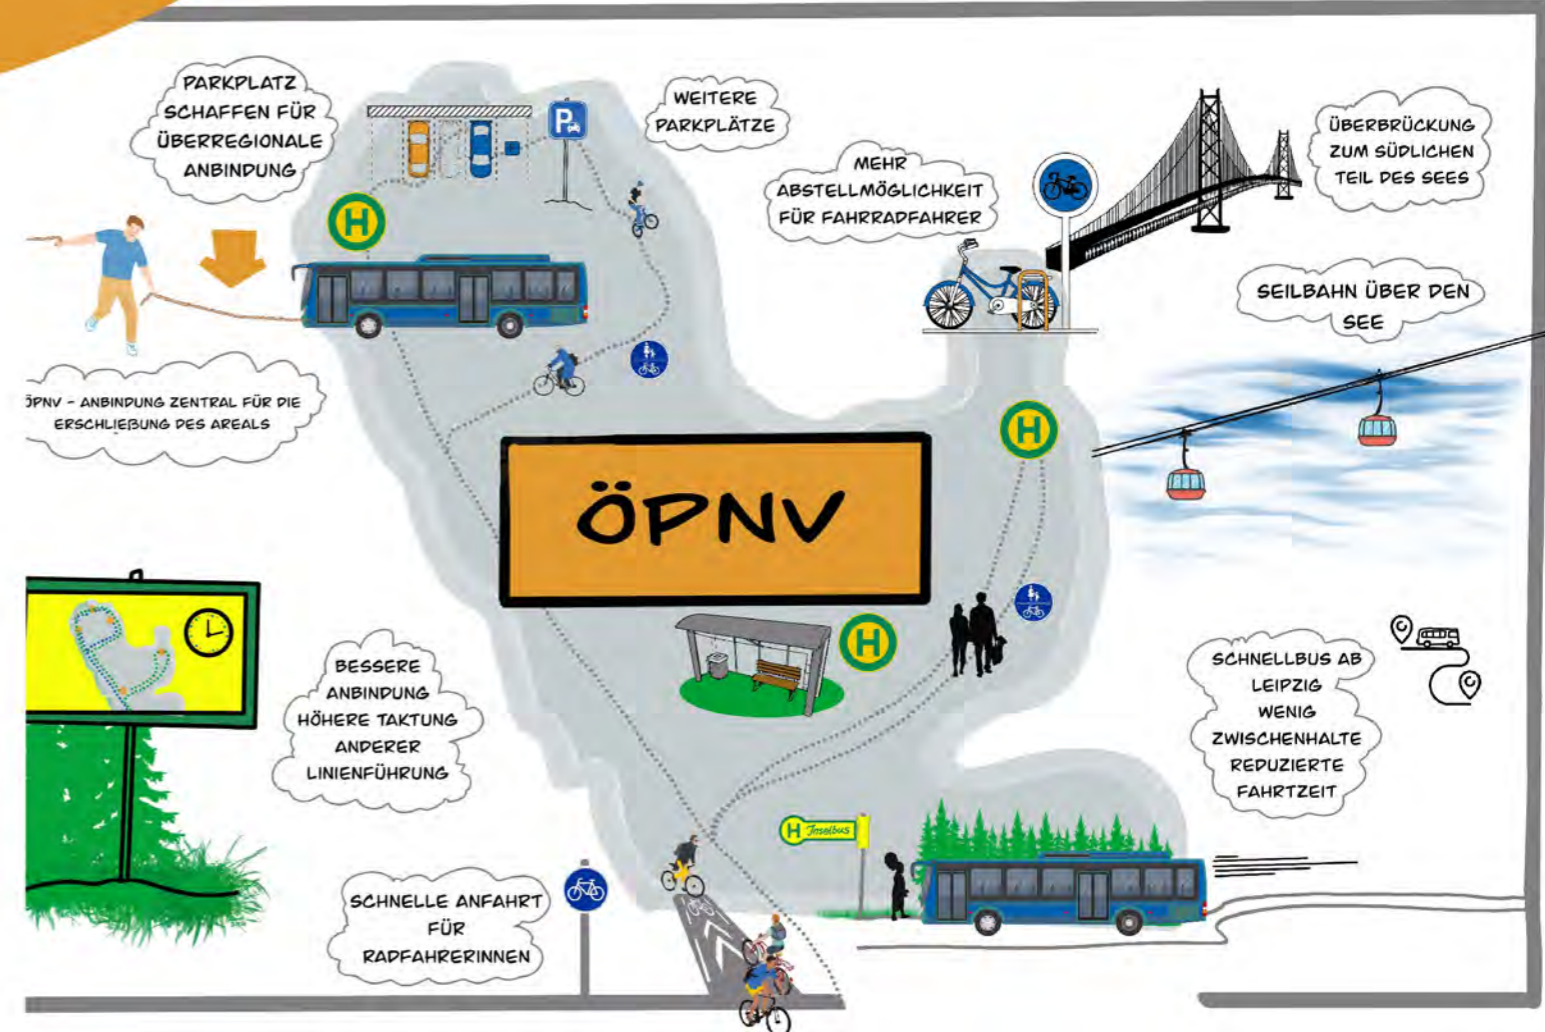 PARKPLATZ
SCHAFFEN FÜR
ÜBERREGIONALE
ANBINDUNG
P
WEITERE
PARKPLÄTZE
MEHR
ABSTELLMÖGLICHKEIT
FÜR FAHRRADFAHRER
ÜBERBRÜCKUNG
ZUM SÜDLICHEN
TEIL DES SEES
H
SEILBAHN ÜBER DEN
SEE
ÖPNV – ANBINDUNG ZENTRAL FÜR DIE
ERSCHLIEßUNG DES AREALS
H
ÖPNV
H
BESSERE
ANBINDUNG
HÖHERE TAKTUNG
ANDERER
LINIENFÜHRUNG
SCHNELLBUS AB
LEIPZIG
WENIG
ZWISCHENHALTE
REDUZIERTE
FAHRTZEIT
H Inselbus
SCHNELLE ANFAHRT
FÜR
RADFAHRERINNEN